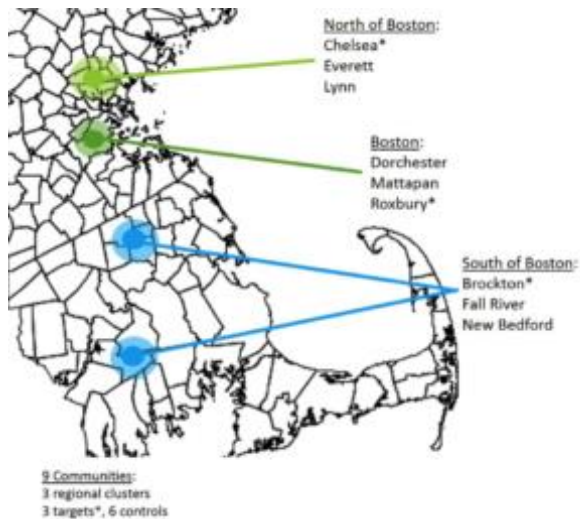 North of Boston:
Chelsea*
Everett
Lynn
Boston:
Dorchester
Mattapan
Roxbury*
South of Boston:
Brockton*
Fall River
New Bedford
9 Communities:
3 regional clusters
3 targets*, 6 controls